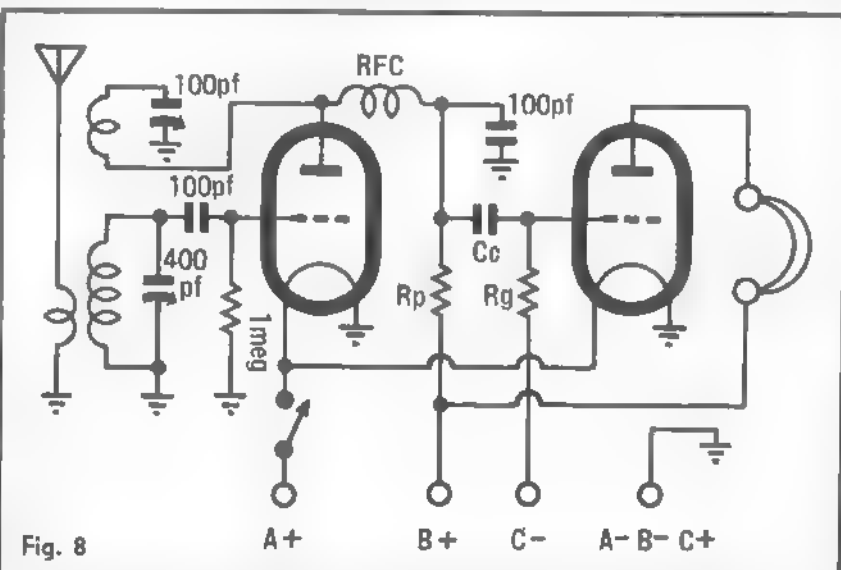 RFC
100pf
100pf
100pf
400
pf
1meg
Cc
Rp
Rg
Fig. 8
A+
B+
C-
A- B- C+